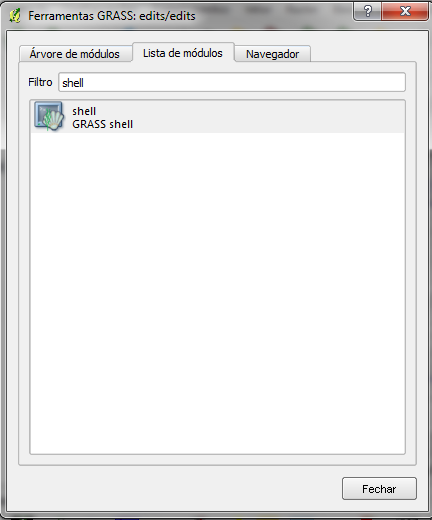 Ferramentas GRASS: edits/edits
Árvore de módulos Lista de módulos Navegador
Filtro shell
shell
GRASS shell
Fechar